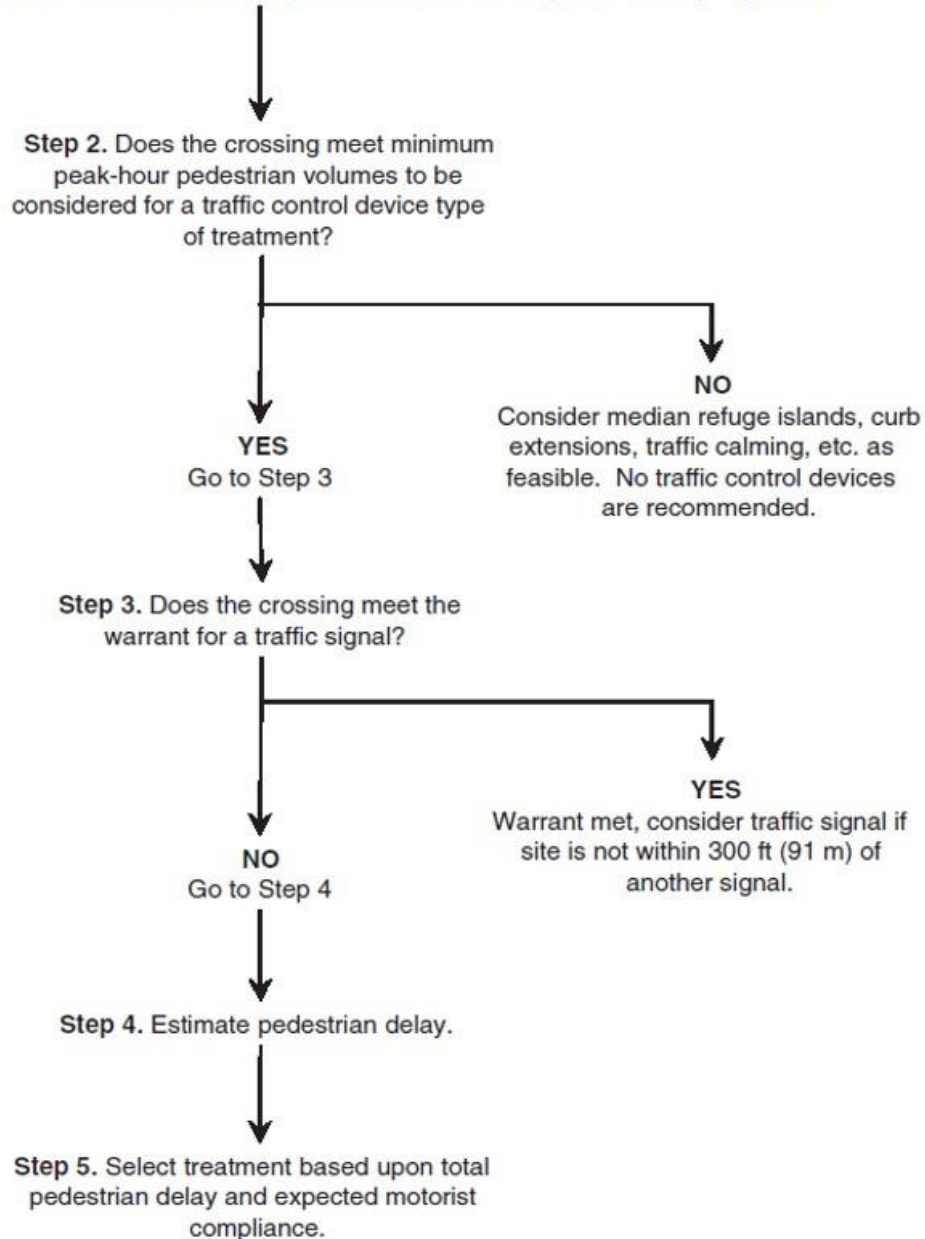 Step 2. Does the crossing meet minimum
peak-hour pedestrian volumes to be
considered for a traffic control device type
of treatment?
NO
Consider median refuge islands, curb
extensions, traffic calming, etc. as
feasible. No traffic control devices
are recommended.
YES
Go to Step 3
Step 3. Does the crossing meet the
warrant for a traffic signal?
YES
Warrant met, consider traffic signal if
site is not within 300 ft (91 m) of
another signal.
NO
Go to Step 4
Step 4. Estimate pedestrian delay.
Step 5. Select treatment based upon total
pedestrian delay and expected motorist
compliance.